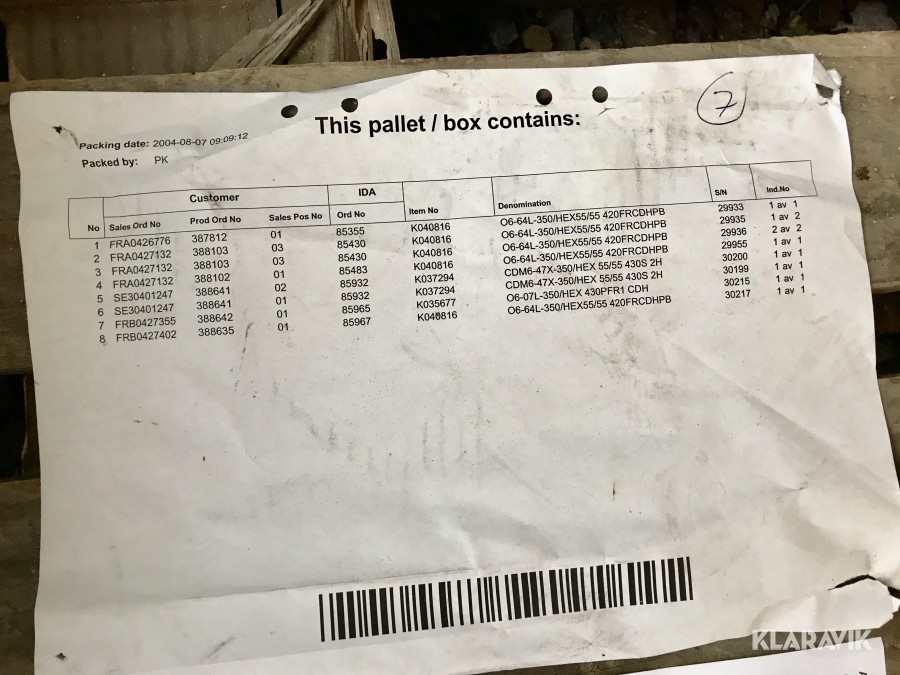 7
This pallet / box contains:
Packing date: 2004-08-07 09:09:12
Packed by: PK
Customer IDA
No Sales Ord No Prod Ord No Sales Pos No Ord No Item No Denomination S/N Ind.No
1 FRA0426776 387812 01 85355 K040816 O6-64L-350/HEX55/55 420FRCDHPB 29933 1 av 1
2 FRA0427132 388103 03 85430 K040816 O6-64L-350/HEX55/55 420FRCDHPB 29935 1 av 2
3 FRA0427132 388103 03 85430 K040816 O6-64L-350/HEX55/55 420FRCDHPB 29936 2 av 2
4 FRA0427132 388102 01 85483 K040816 O6-64L-350/HEX55/55 420FRCDHPB 29955 1 av 1
5 SE30401247 388641 02 85932 K037294 CDM6-47X-350/HEX 55/55 430S 2H 30200 1 av 1
6 SE30401247 388641 01 85932 K037294 CDM6-47X-350/HEX 55/55 430S 2H 30199 1 av 1
7 FRB0427355 388642 01 85965 K035677 O6-07L-350/HEX 430PFR1 CDH 30215 1 av 1
8 FRB0427402 388635 01 85967 K040816 O6-64L-350/HEX55/55 420FRCDHPB 30217 1 av 1
KLARAVIK